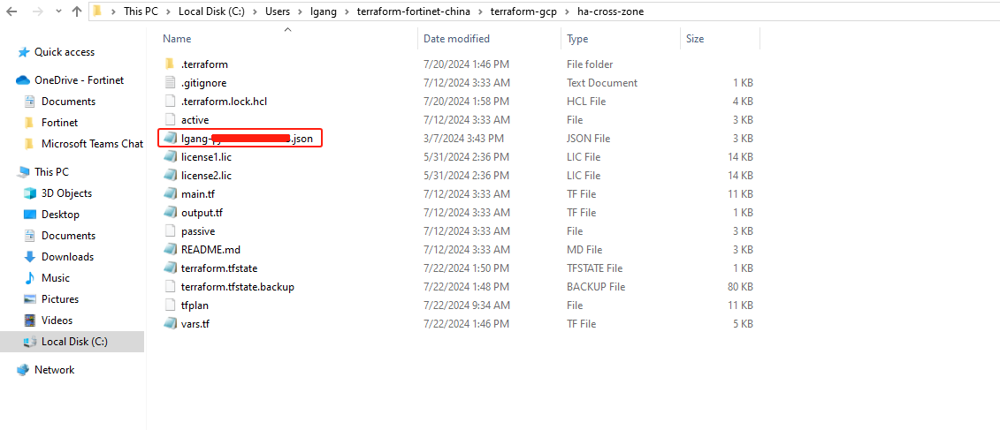 This PC > Local Disk (C:) > Users > lgang > terraform-fortinet-china > terraform-gcp > ha-cross-zone
Name Date modified Type Size
Quick access
OneDrive - Fortinet
Documents
Fortinet
Microsoft Teams Chat
This PC
3D Objects
Desktop
Documents
Downloads
Music
Pictures
Videos
Local Disk (C:)
Network
.terraform 7/20/2024 1:46 PM File folder
.gitignore 7/12/2024 3:33 AM Text Document 1 KB
.terraform.lock.hcl 7/20/2024 1:58 PM HCL File 4 KB
active 7/12/2024 3:33 AM File 3 KB
lgang- .json 3/7/2024 3:43 PM JSON File 3 KB
license1.lic 5/31/2024 2:36 PM LIC File 14 KB
license2.lic 5/31/2024 2:36 PM LIC File 14 KB
main.tf 7/12/2024 3:33 AM TF File 11 KB
output.tf 7/12/2024 3:33 AM TF File 1 KB
passive 7/12/2024 3:33 AM File 3 KB
README.md 7/12/2024 3:33 AM MD File 3 KB
terraform.tfstate 7/22/2024 1:50 PM TFSTATE File 1 KB
terraform.tfstate.backup 7/22/2024 1:48 PM BACKUP File 80 KB
tfplan 7/22/2024 9:34 AM File 11 KB
vars.tf 7/22/2024 1:46 PM TF File 5 KB